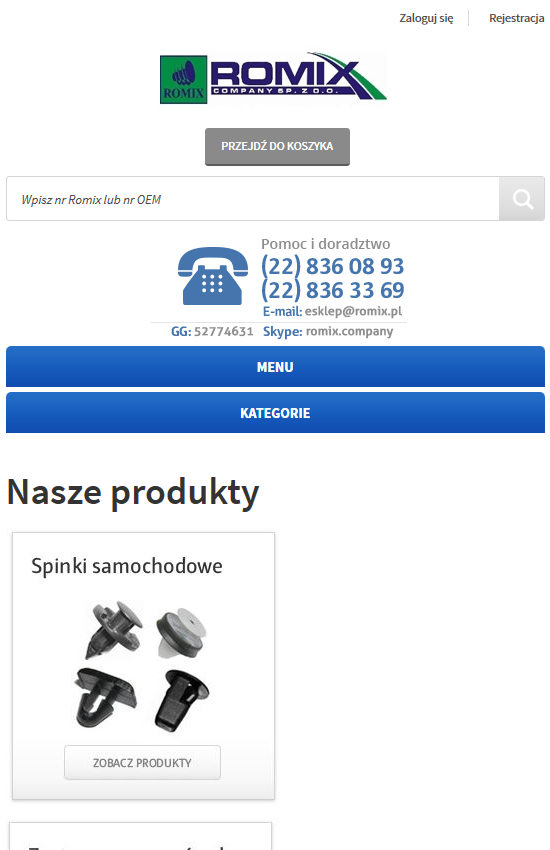 Zaloguj się
Rejestracja
ROMIX
ROMIX
COMPANY SP. Z O.O.
PRZEJDŹ DO KOSZYKA
Wpisz nr Romix lub nr OEM
Pomoc i doradztwo
(22) 836 08 93
(22) 836 33 69
E-mail: esklep@romix.pl
GG: 52774631 Skype: romix.company
MENU
KATEGORIE
Nasze produkty
Spinki samochodowe
ZOBACZ PRODUKTY